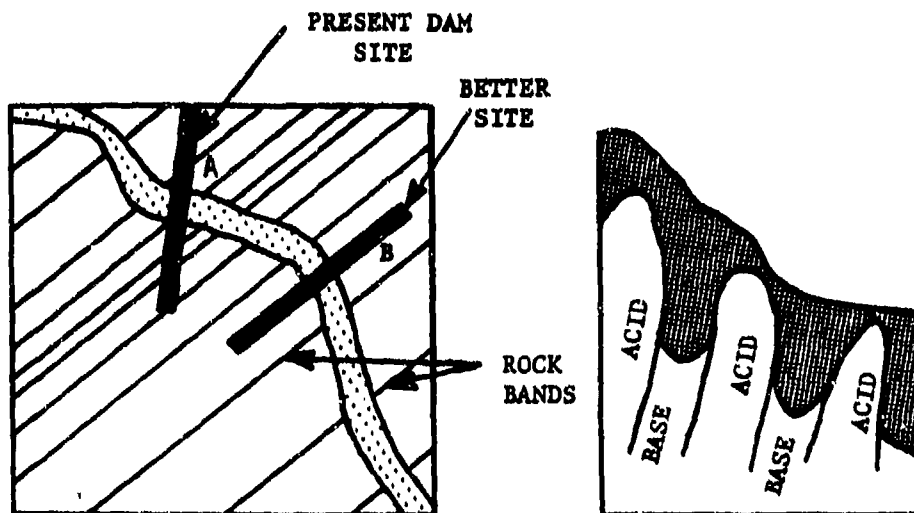 PRESENT DAM
SITE
BETTER
SITE
A
B
ROCK
BANDS
ACID
BASE
ACID
BASE
ACID